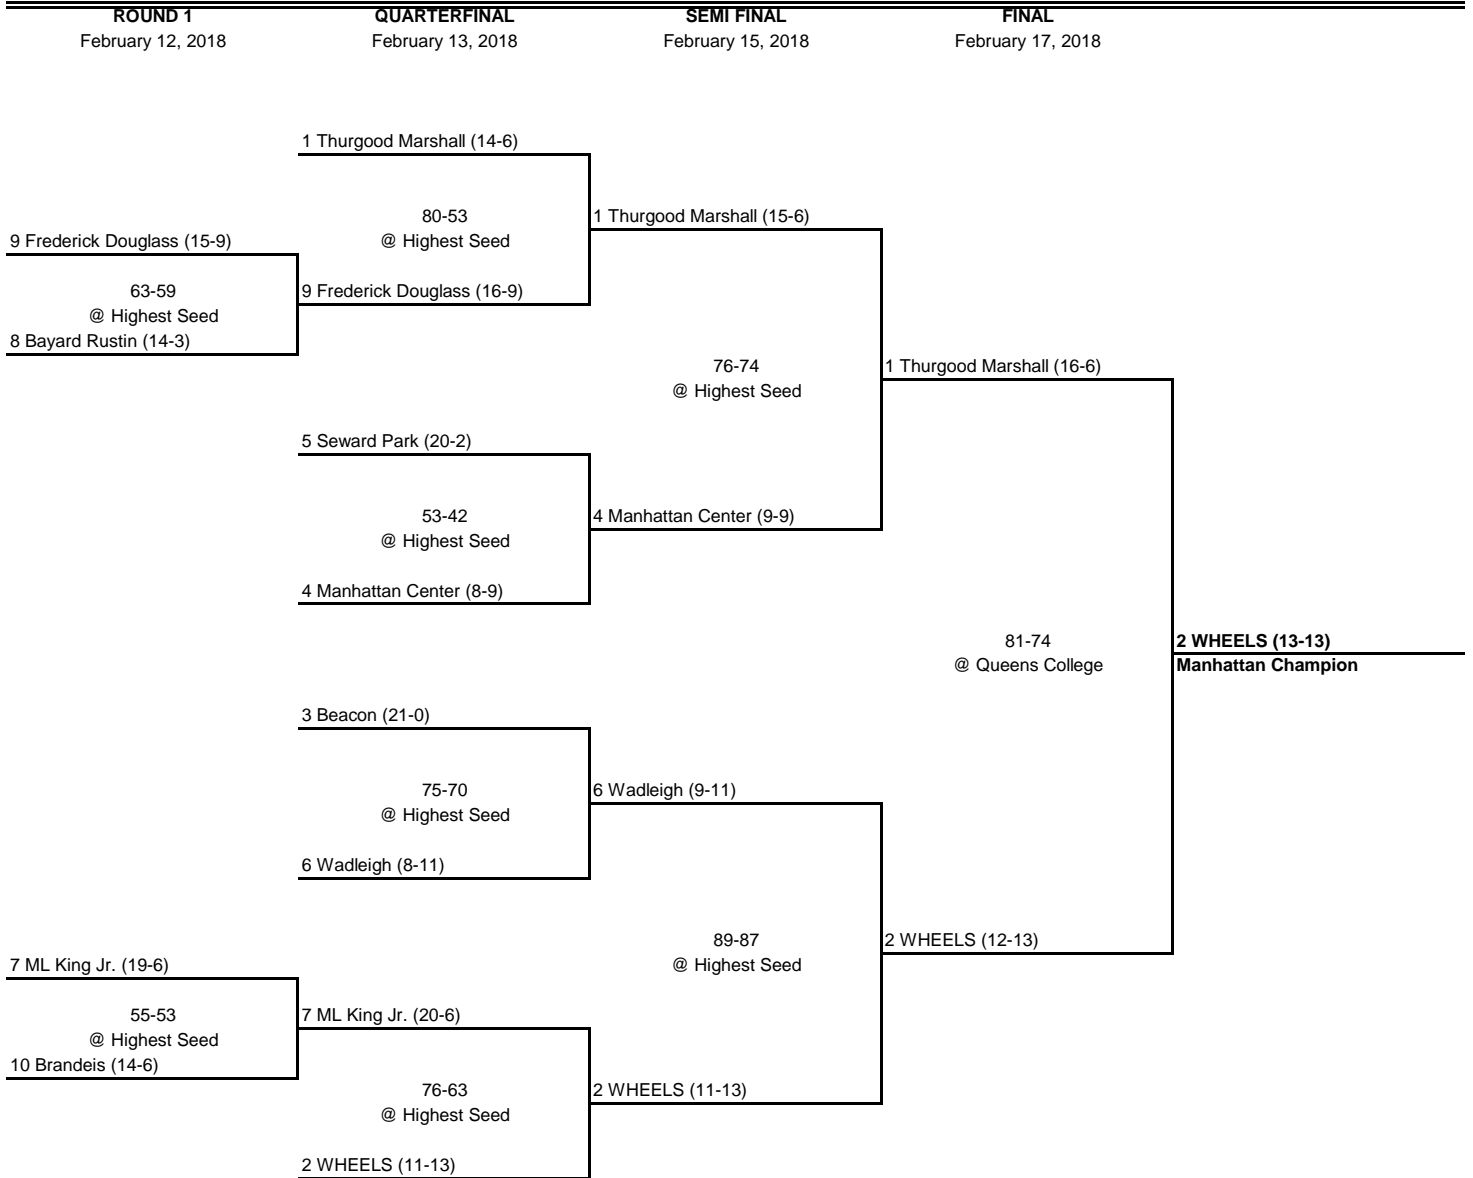 ROUND 1 QUARTERFINAL SEMI FINAL FINAL
February 12, 2018 February 13, 2018 February 15, 2018 February 17, 2018
1 Thurgood Marshall (14-6)
80-53 1 Thurgood Marshall (15-6)
9 Frederick Douglass (15-9) @ Highest Seed
63-59 9 Frederick Douglass (16-9)
@ Highest Seed
8 Bayard Rustin (14-3)
76-74 1 Thurgood Marshall (16-6)
@ Highest Seed
5 Seward Park (20-2)
53-42 4 Manhattan Center (9-9)
@ Highest Seed
4 Manhattan Center (8-9)
81-74 2 WHEELS (13-13)
@ Queens College Manhattan Champion
3 Beacon (21-0)
75-70 6 Wadleigh (9-11)
@ Highest Seed
6 Wadleigh (8-11)
89-87 2 WHEELS (12-13)
7 ML King Jr. (19-6) @ Highest Seed
55-53 7 ML King Jr. (20-6)
@ Highest Seed
10 Brandeis (14-6)
76-63 2 WHEELS (11-13)
@ Highest Seed
2 WHEELS (11-13)